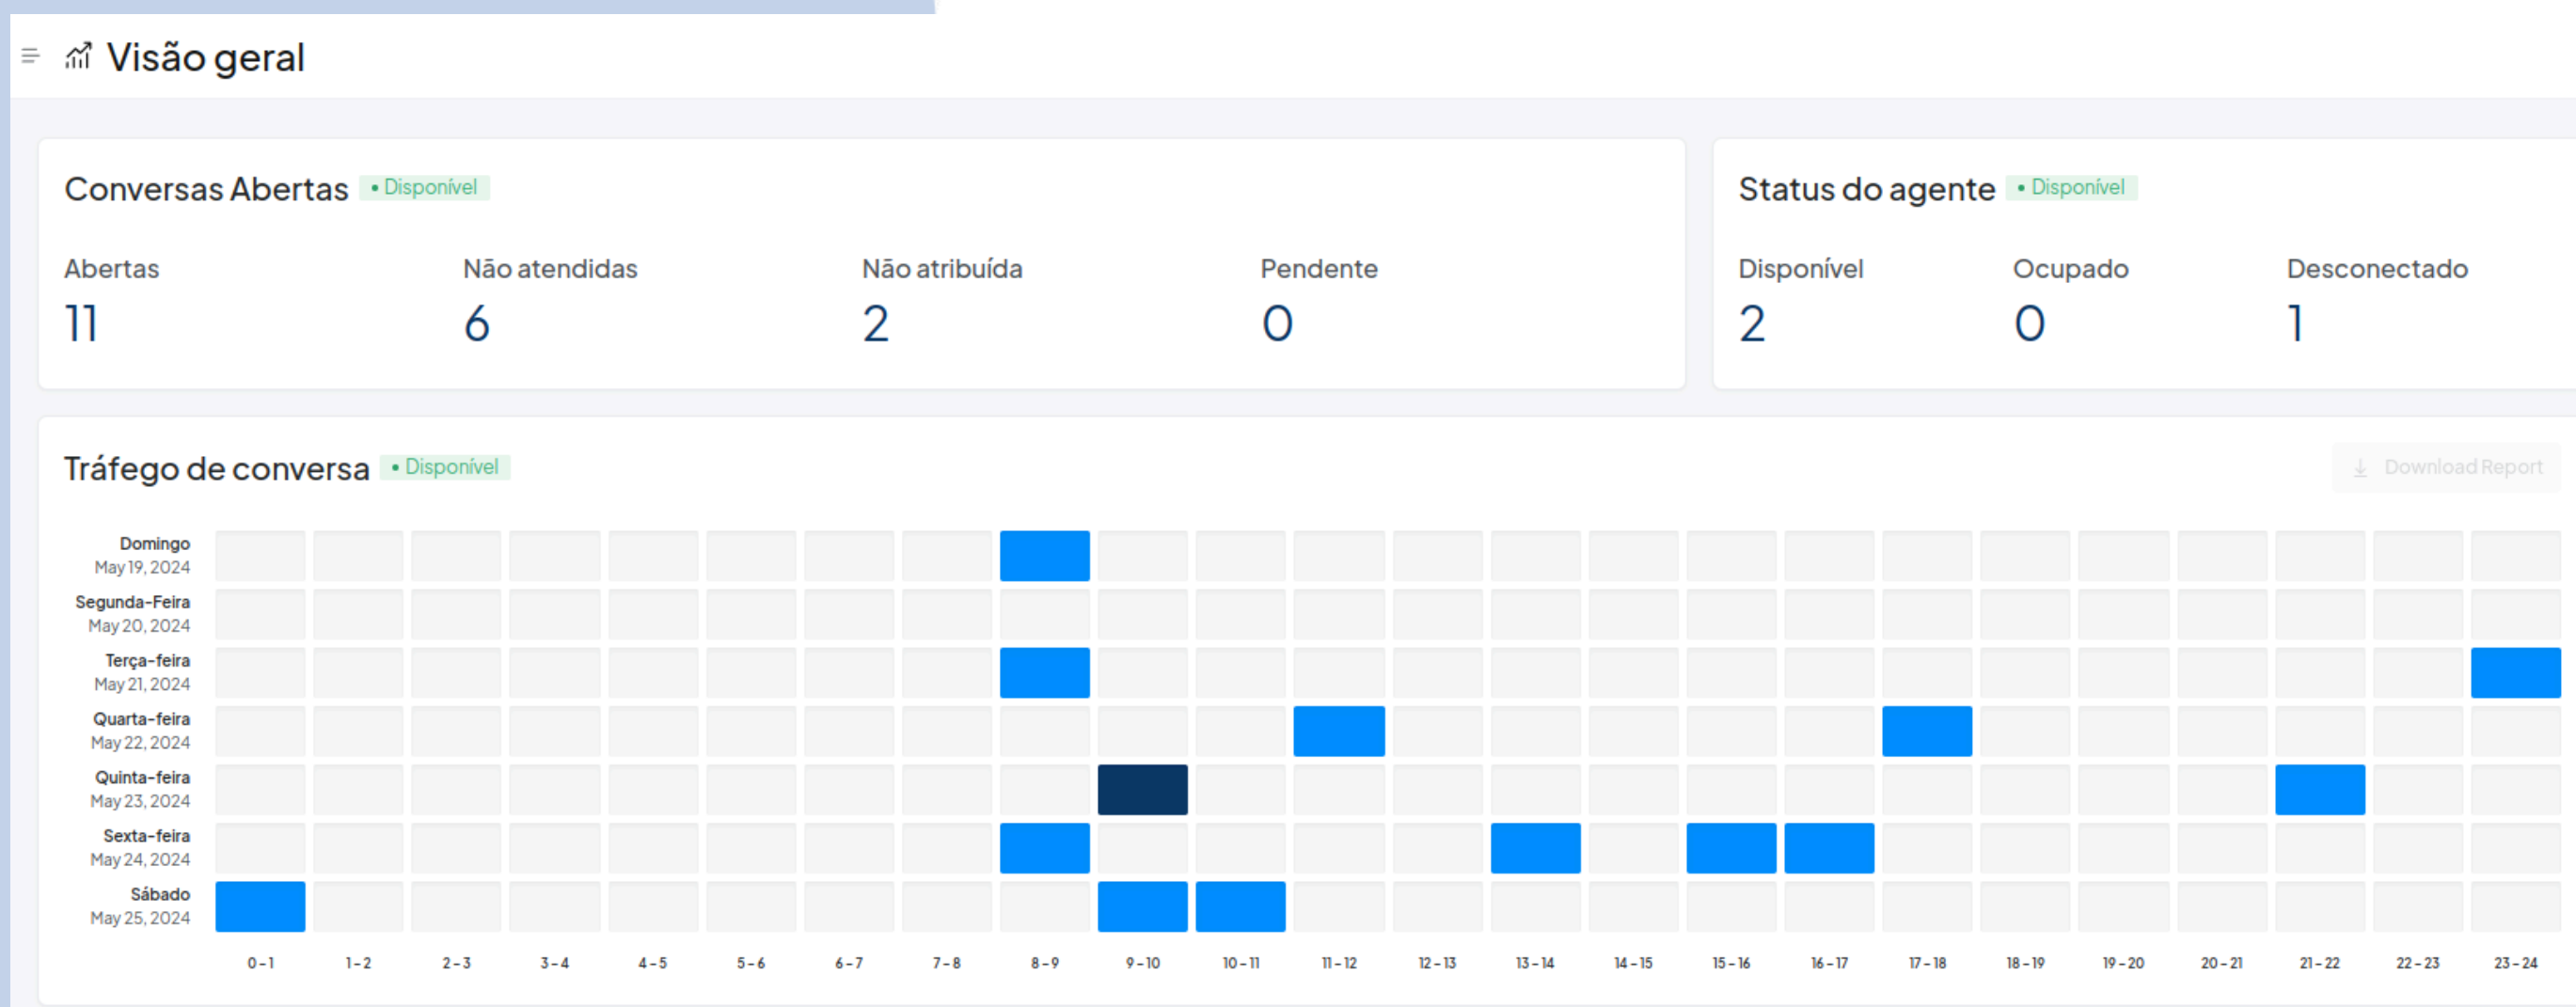 Visão geral
Conversas Abertas • Disponível
Abertas Não atendidas Não atribuída Pendente
11 6 2 0
Status do agente • Disponível
Disponível Ocupado Desconectado
2 0 1
Tráfego de conversa • Disponível
Download Report
Domingo
May 19, 2024
Segunda-Feira
May 20, 2024
Terça-feira
May 21, 2024
Quarta-feira
May 22, 2024
Quinta-feira
May 23, 2024
Sexta-feira
May 24, 2024
Sábado
May 25, 2024
0 - 1 1 - 2 2 - 3 3 - 4 4 - 5 5 - 6 6 - 7 7 - 8 8 - 9 9 - 10 10 - 11 11 - 12 12 - 13 13 - 14 14 - 15 15 - 16 16 - 17 17 - 18 18 - 19 19 - 20 20 - 21 21 - 22 22 - 23 23 - 24